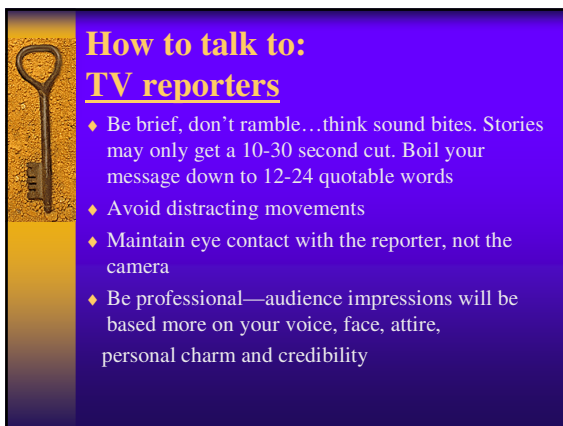 How to talk to:
TV reporters
♦ Be brief, don’t ramble…think sound bites. Stories
may only get a 10-30 second cut. Boil your
message down to 12-24 quotable words
♦ Avoid distracting movements
♦ Maintain eye contact with the reporter, not the
camera
♦ Be professional—audience impressions will be
based more on your voice, face, attire,
personal charm and credibility